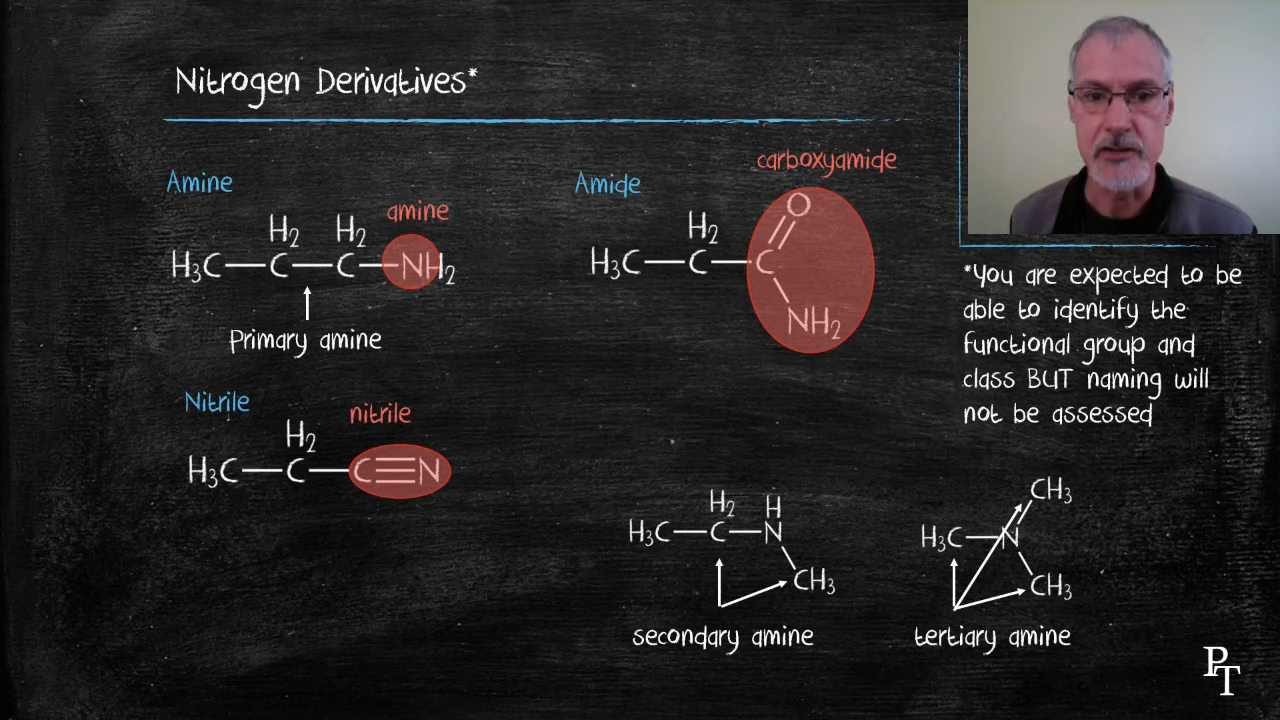 Nitrogen Derivatives*
Amine
amine
H₂ H₂
H₃C — C — C — NH₂
Primary amine
Amide
carboxyamide
O
H₂
H₃C — C — C
NH₂
Nitrile
nitrile
H₂
H₃C — C — C≡N
*You are expected to be
able to identify the
functional group and
class BUT naming will
not be assessed
H₂ H
H₃C — C — N
CH₃
secondary amine
CH₃
H₃C — N
CH₃
tertiary amine
PT